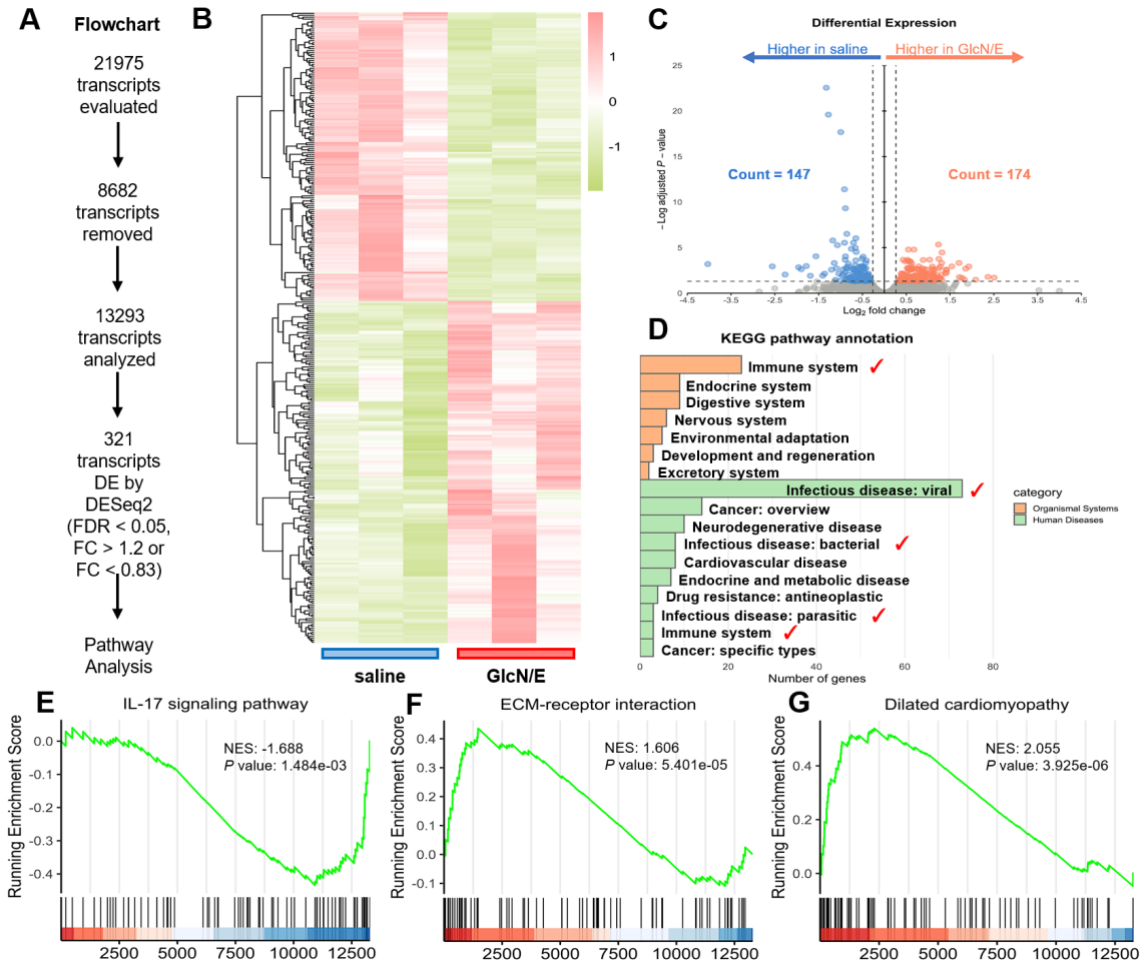 A
Flowchart
21975
transcripts
evaluated
8682
transcripts
removed
13293
transcripts
analyzed
321
transcripts
DE by
DESeq2
(FDR < 0.05,
FC > 1.2 or
FC < 0.83)
Pathway
Analysis
B
1
0
-1
saline
GlcN/E
C
Differential Expression
Higher in saline
Higher in GlcN/E
25
20
15
10
5
0
− Log adjusted P − value
Count = 147
Count = 174
-4.5
-3.5
-2.5
-1.5
-0.5
0.5
1.5
2.5
3.5
4.5
Log2 fold change
D
KEGG pathway annotation
Immune system ✓
Endocrine system
Digestive system
Nervous system
Environmental adaptation
Development and regeneration
Excretory system
Infectious disease: viral ✓
Cancer: overview
Neurodegenerative disease
Infectious disease: bacterial ✓
Cardiovascular disease
Endocrine and metabolic disease
Drug resistance: antineoplastic
Infectious disease: parasitic ✓
Immune system ✓
Cancer: specific types
0
20
40
60
80
Number of genes
category
Organismal Systems
Human Diseases
E
IL-17 signaling pathway
NES: -1.688
P value: 1.484e-03
Running Enrichment Score
0.0
-0.1
-0.2
-0.3
-0.4
2500
5000
7500
10000
12500
F
ECM-receptor interaction
NES: 1.606
P value: 5.401e-05
Running Enrichment Score
0.4
0.3
0.2
0.1
0.0
-0.1
2500
5000
7500
10000
12500
G
Dilated cardiomyopathy
NES: 2.055
P value: 3.925e-06
Running Enrichment Score
0.4
0.2
0.0
2500
5000
7500
10000
12500